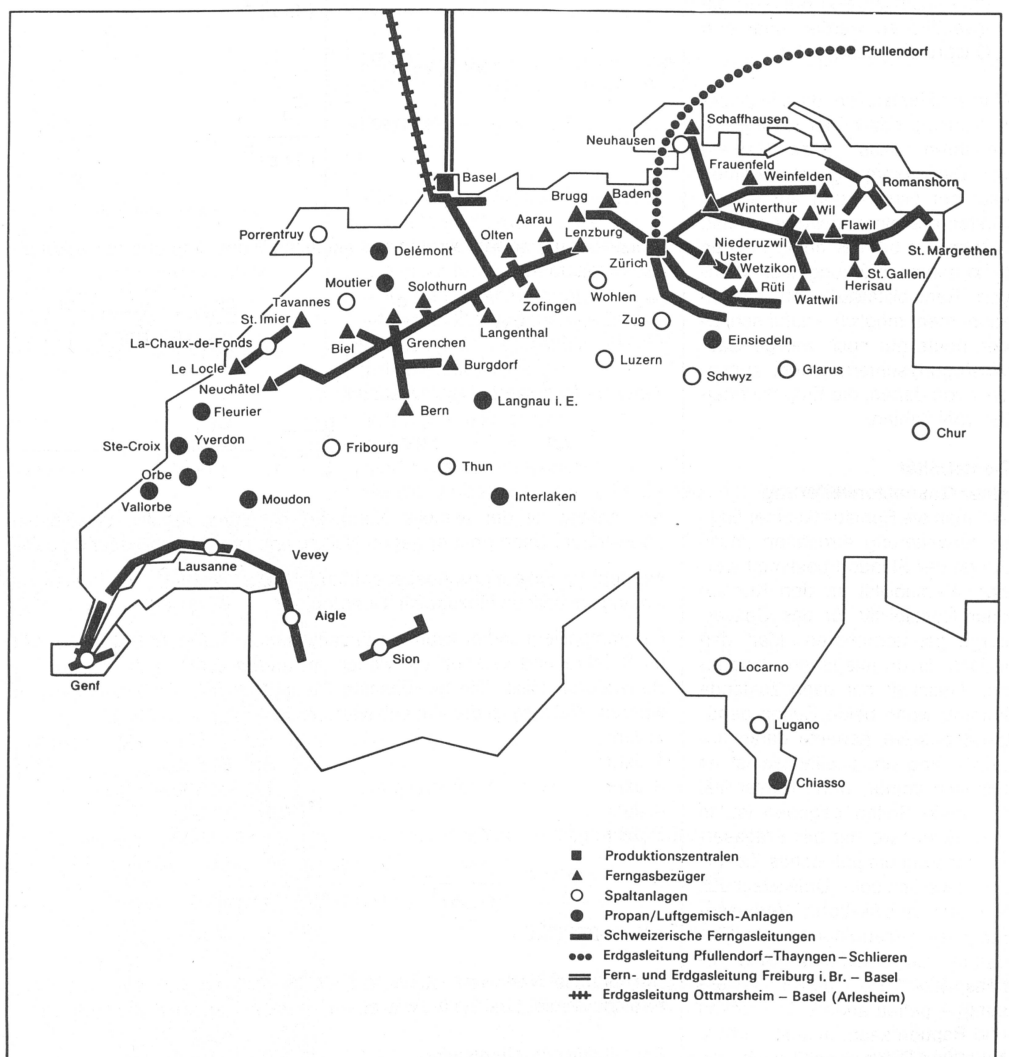 Pfullendorf
Schaffhausen
Neuhausen
Frauenfeld
Weinfelden
Romanshorn
Basel
Brugg
Baden
Winterthur
Wil
Flawil
Aarau
Olten
Lenzburg
Porrentruy
Delémont
Niederuzwil
Uster
St. Margrethen
Zürich
Wetzikon
St. Gallen
Moutier
Solothurn
Rüti
Herisau
Wattwil
Wohlen
Tavannes
Zofingen
St. Imier
Zug
Langenthal
La-Chaux-de-Fonds
Biel
Grenchen
Einsiedeln
Luzern
Le Locle
Burgdorf
Glarus
Schwyz
Neuchâtel
Langnau i. E.
Fleurier
Bern
Chur
Yverdon
Ste-Croix
Fribourg
Thun
Orbe
Interlaken
Moudon
Vallorbe
Vevey
Lausanne
Aigle
Sion
Locarno
Genf
Lugano
Chiasso
Produktionszentralen
Ferngasbezüger
Spaltanlagen
Propan/Luftgemisch-Anlagen
Schweizerische Ferngasleitungen
Erdgasleitung Pfullendorf–Thayngen–Schlieren
Fern- und Erdgasleitung Freiburg i. Br. – Basel
Erdgasleitung Ottmarsheim – Basel (Arlesheim)